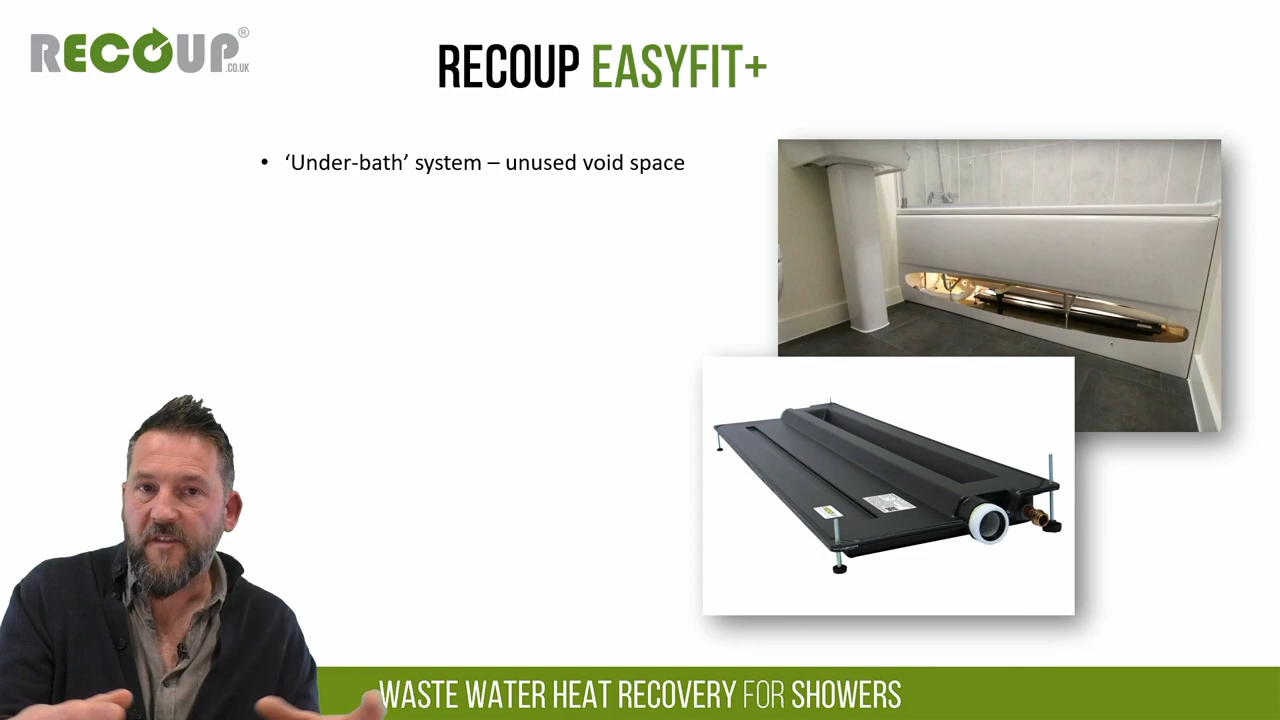 RECOUP®
.CO.UK
RECOUP EASYFIT+
• ‘Under-bath’ system – unused void space
WASTE WATER HEAT RECOVERY FOR SHOWERS